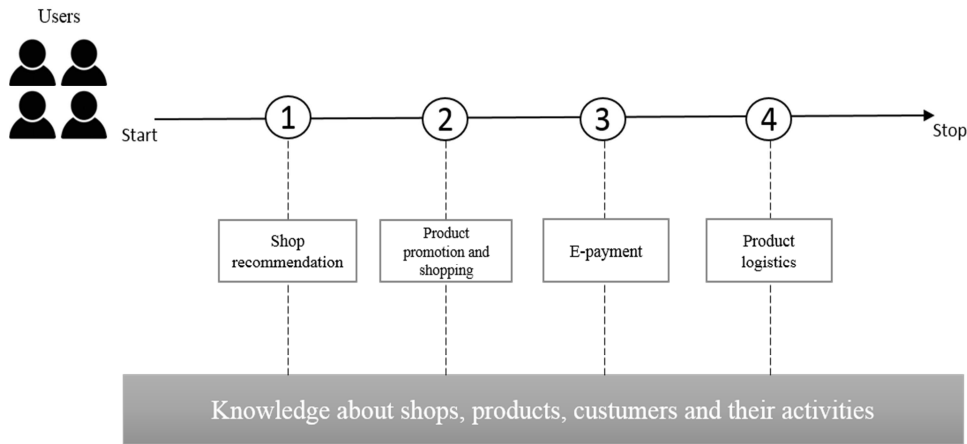 Users
Start
1
2
3
4
Stop
Shop
recommendation
Product
promotion and
shopping
E-payment
Product
logistics
Knowledge about shops, products, custumers and their activities